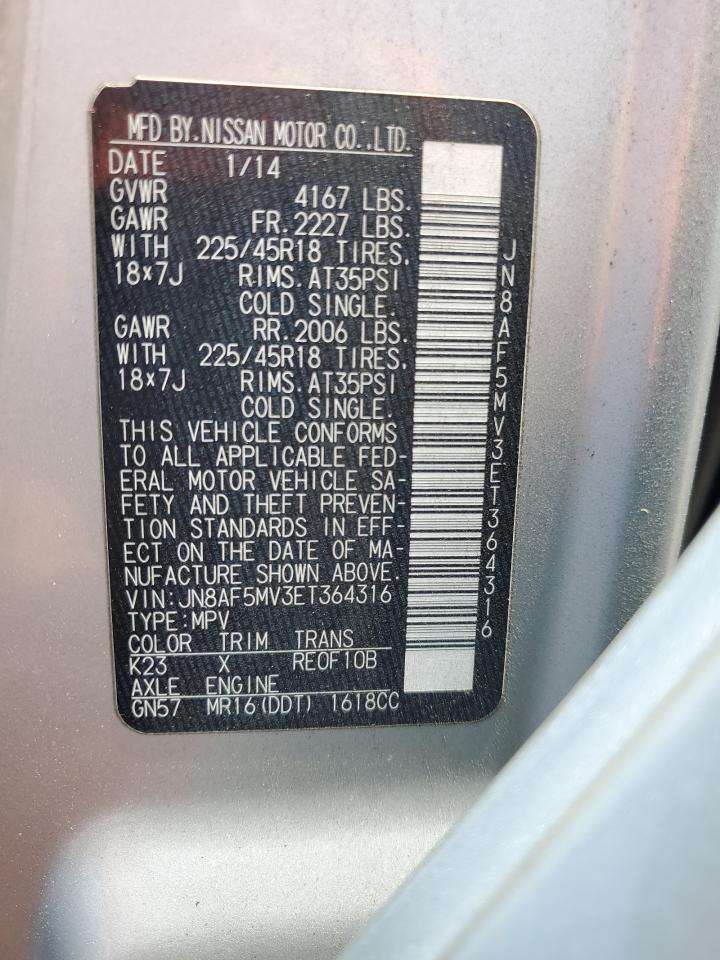 MFD BY.NISSAN MOTOR CO.,LTD.
DATE 1/14
GVWR 4167 LBS.
GAWR FR.2227 LBS.
WITH 225/45R18 TIRES,
18×7J RIMS.AT35PSI
COLD SINGLE.
GAWR RR.2006 LBS.
WITH 225/45R18 TIRES,
18×7J RIMS.AT35PSI
COLD SINGLE.
THIS VEHICLE CONFORMS
TO ALL APPLICABLE FED-
ERAL MOTOR VEHICLE SA-
FETY AND THEFT PREVEN-
TION STANDARDS IN EFF-
ECT ON THE DATE OF MA-
NUFACTURE SHOWN ABOVE.
VIN:JN8AF5MV3ET364316
TYPE:MPV
COLOR TRIM TRANS
K23 X RE0F10B
AXLE ENGINE
GN57 MR16(DDT) 1618CC
JN8AF5MV3ET364316